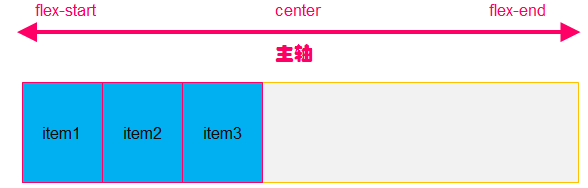 flex-start center flex-end
主轴
item1 item2 item3